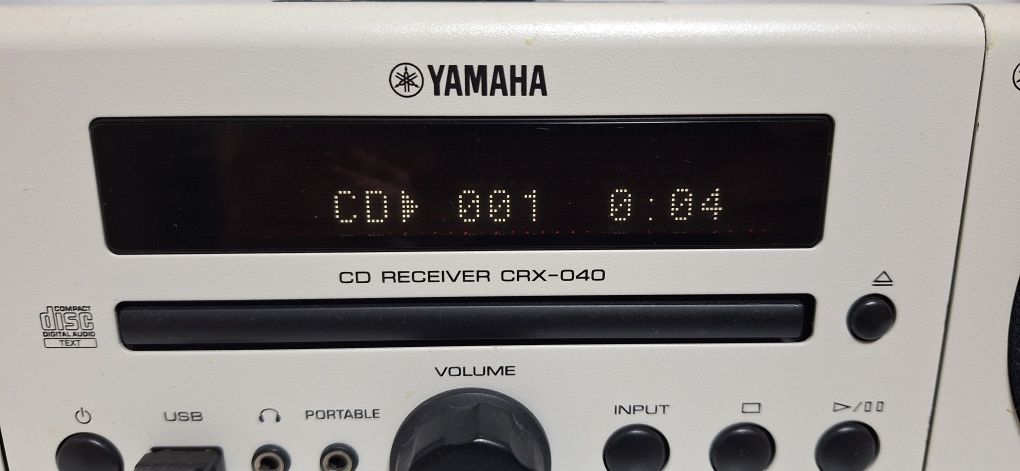 YAMAHA
CD 001 0:04
CD RECEIVER CRX-040
COMPACT
disc
DIGITAL AUDIO
TEXT
VOLUME
USB
PORTABLE
INPUT